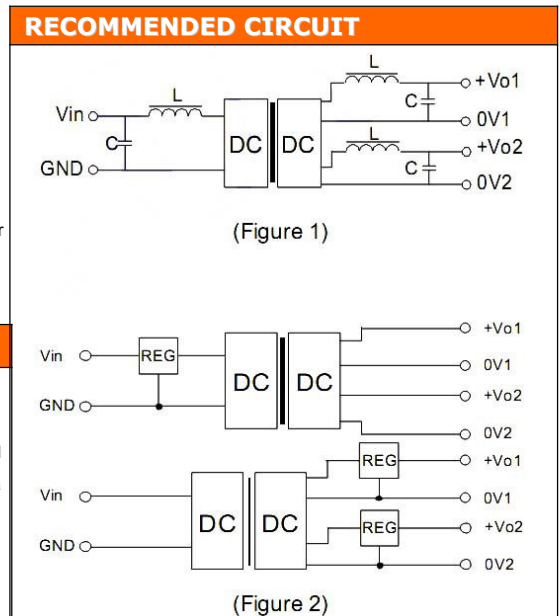 RECOMMENDED CIRCUIT
L
+Vo1
L
C
Vin
0V1
C
DC DC
L
+Vo2
C
GND
0V2
r
(Figure 1)
+Vo1
Vin
REG
0V1
DC DC
+Vo2
GND
0V2
REG
+Vo1
Vin
0V1
DC DC
REG
+Vo2
GND
0V2
(Figure 2)